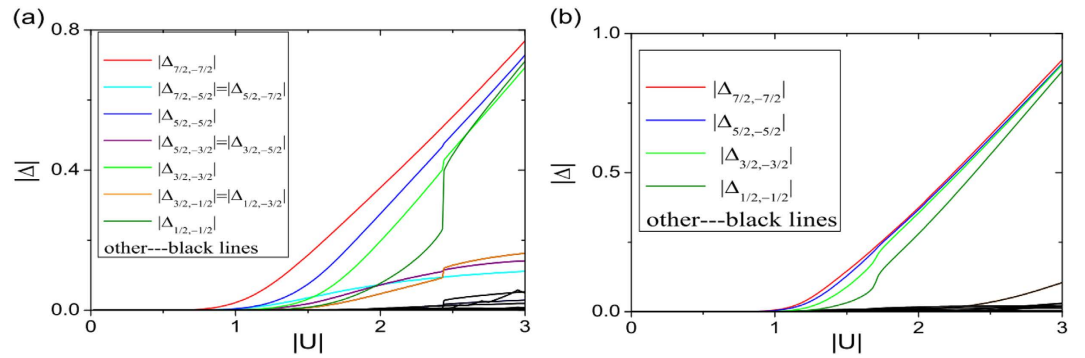 (a)
0.8
|Δ7/2,−7/2|
|Δ7/2,−5/2|=|Δ5/2,−7/2|
|Δ5/2,−5/2|
|Δ5/2,−3/2|=|Δ3/2,−5/2|
|Δ3/2,−3/2|
|Δ3/2,−1/2|=|Δ1/2,−3/2|
|Δ1/2,−1/2|
other---black lines
|Δ|
0.4
0.0
0 1 2 3
|U|
(b)
1.0
|Δ7/2,−7/2|
|Δ5/2,−5/2|
|Δ3/2,−3/2|
|Δ1/2,−1/2|
other---black lines
|Δ|
0.5
0.0
0 1 2 3
|U|